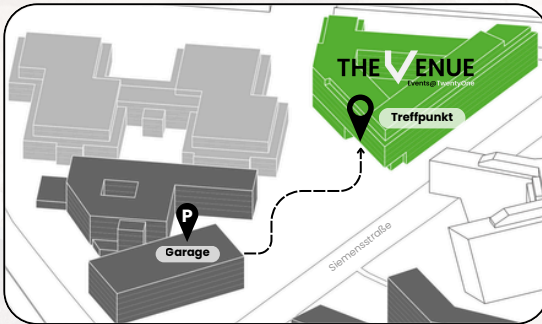 THE VENUE
Events@TwentyOne
Treffpunkt
P
Garage
Siemensstraße